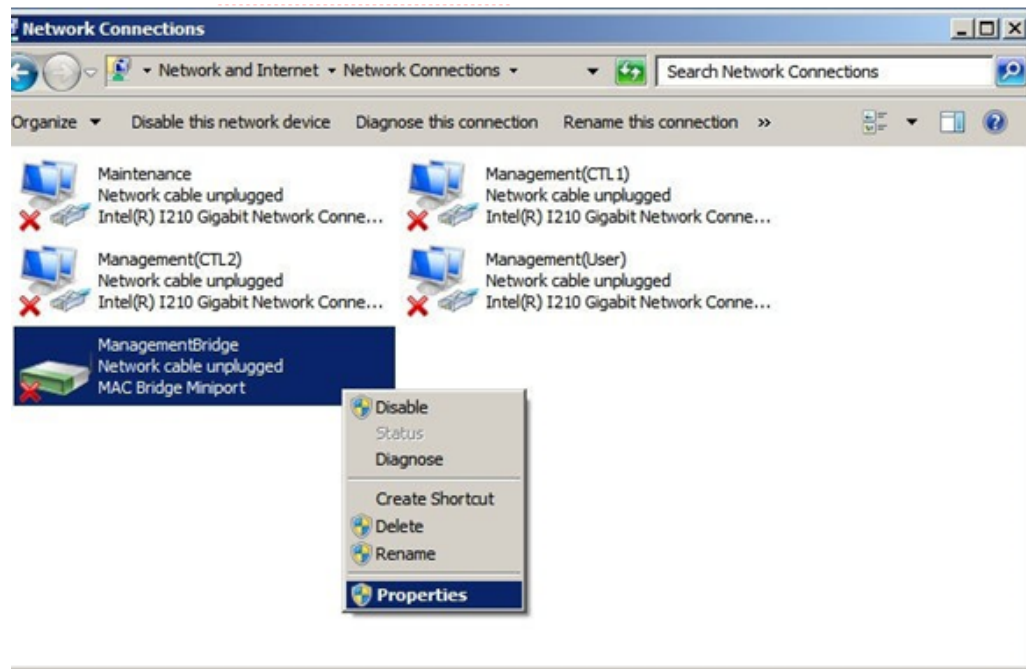 Network Connections
Network and Internet Network Connections
Search Network Connections
Organize Disable this network device Diagnose this connection Rename this connection »
Maintenance
Network cable unplugged
Intel(R) I210 Gigabit Network Conne...
Management(CTL1)
Network cable unplugged
Intel(R) I210 Gigabit Network Conne...
Management(CTL2)
Network cable unplugged
Intel(R) I210 Gigabit Network Conne...
Management(User)
Network cable unplugged
Intel(R) I210 Gigabit Network Conne...
ManagementBridge
Network cable unplugged
MAC Bridge Miniport
Disable
Status
Diagnose
Create Shortcut
Delete
Rename
Properties